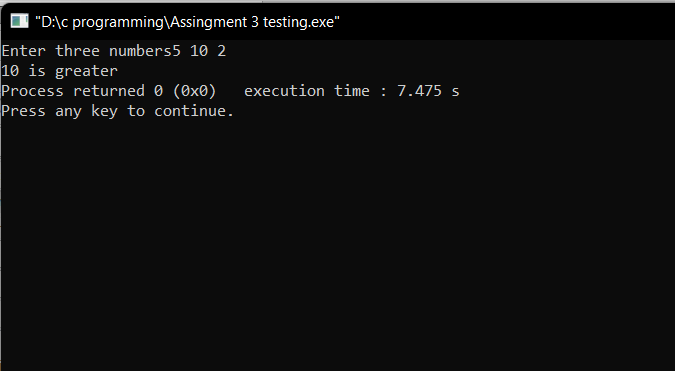 "D:\c programming\Assingment 3 testing.exe"
Enter three numbers5 10 2
10 is greater
Process returned 0 (0x0)   execution time : 7.475 s
Press any key to continue.